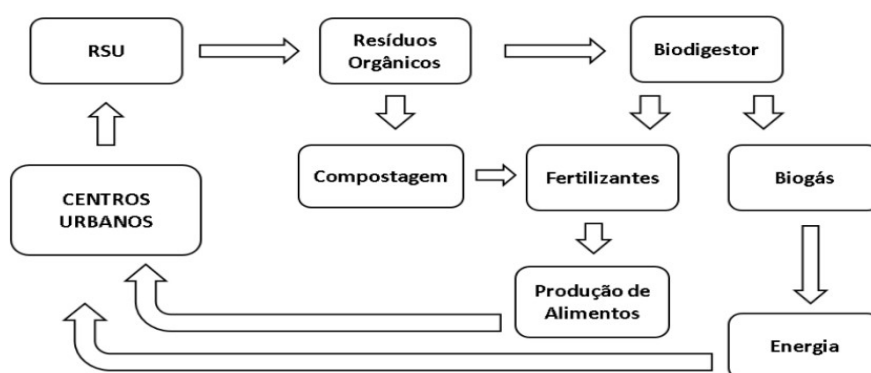 RSU
Resíduos
Orgânicos
Biodigestor
CENTROS
URBANOS
Compostagem
Fertilizantes
Biogás
Produção de
Alimentos
Energia